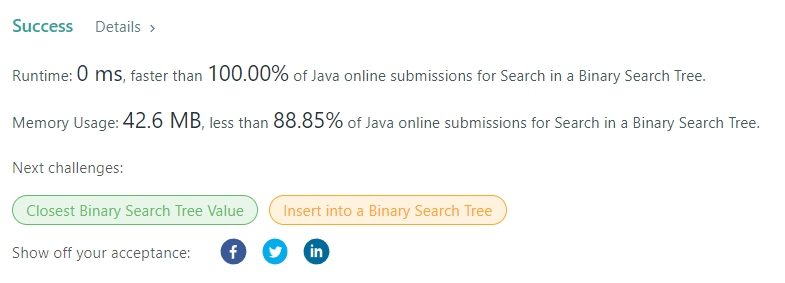 Success Details >
Runtime: 0 ms, faster than 100.00% of Java online submissions for Search in a Binary Search Tree.
Memory Usage: 42.6 MB, less than 88.85% of Java online submissions for Search in a Binary Search Tree.
Next challenges:
Closest Binary Search Tree Value Insert into a Binary Search Tree
Show off your acceptance: f in